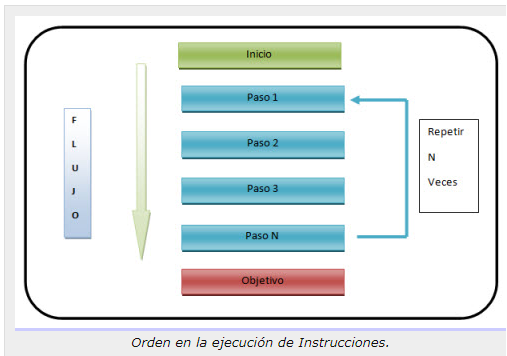 Inicio
Paso 1
Paso 2
Paso 3
Paso N
Objetivo
F
L
U
J
O
Repetir
N
Veces
Orden en la ejecución de Instrucciones.